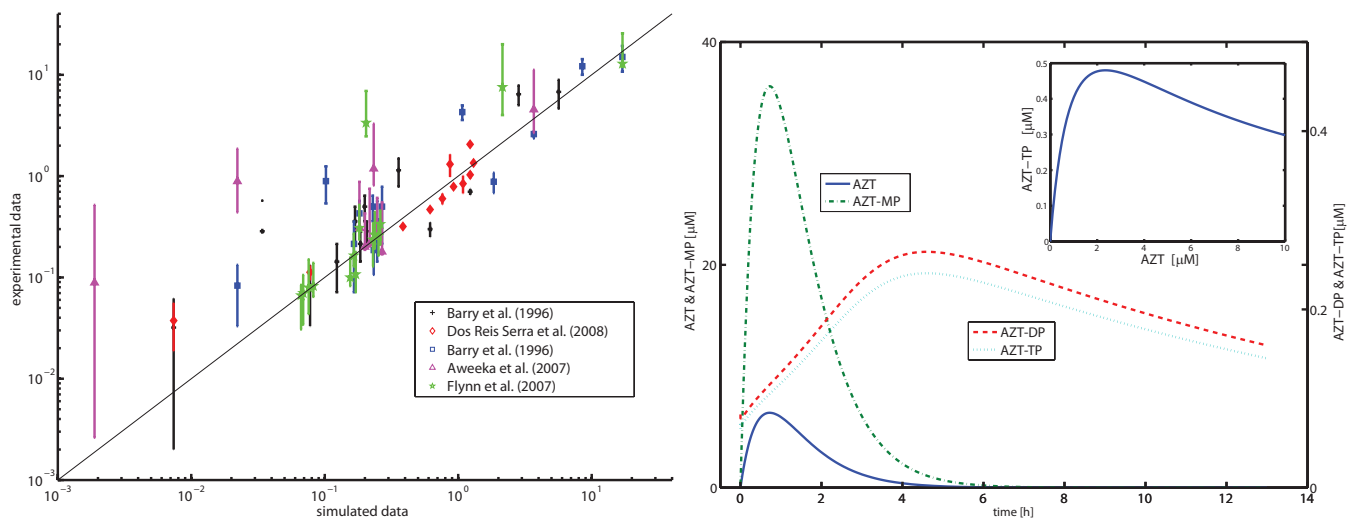 experimental data
10^1
10^0
10^−1
10^−2
10^−3
10^−3
10^−2
10^−1
10^0
10^1
simulated data
Barry et al. (1996)
Dos Reis Serra et al. (2008)
Barry et al. (1996)
Aweeka et al. (2007)
Flynn et al. (2007)
AZT & AZT−MP [μM]
40
20
0
0
2
4
6
8
10
12
14
time [h]
AZT
AZT-MP
AZT-DP
AZT-TP
AZT−TP [μM]
0.5
0.4
0.3
0.2
0.1
0
0
2
4
6
8
10
AZT [μM]
0.4
0.2
0
AZT−DP & AZT−TP[μM]